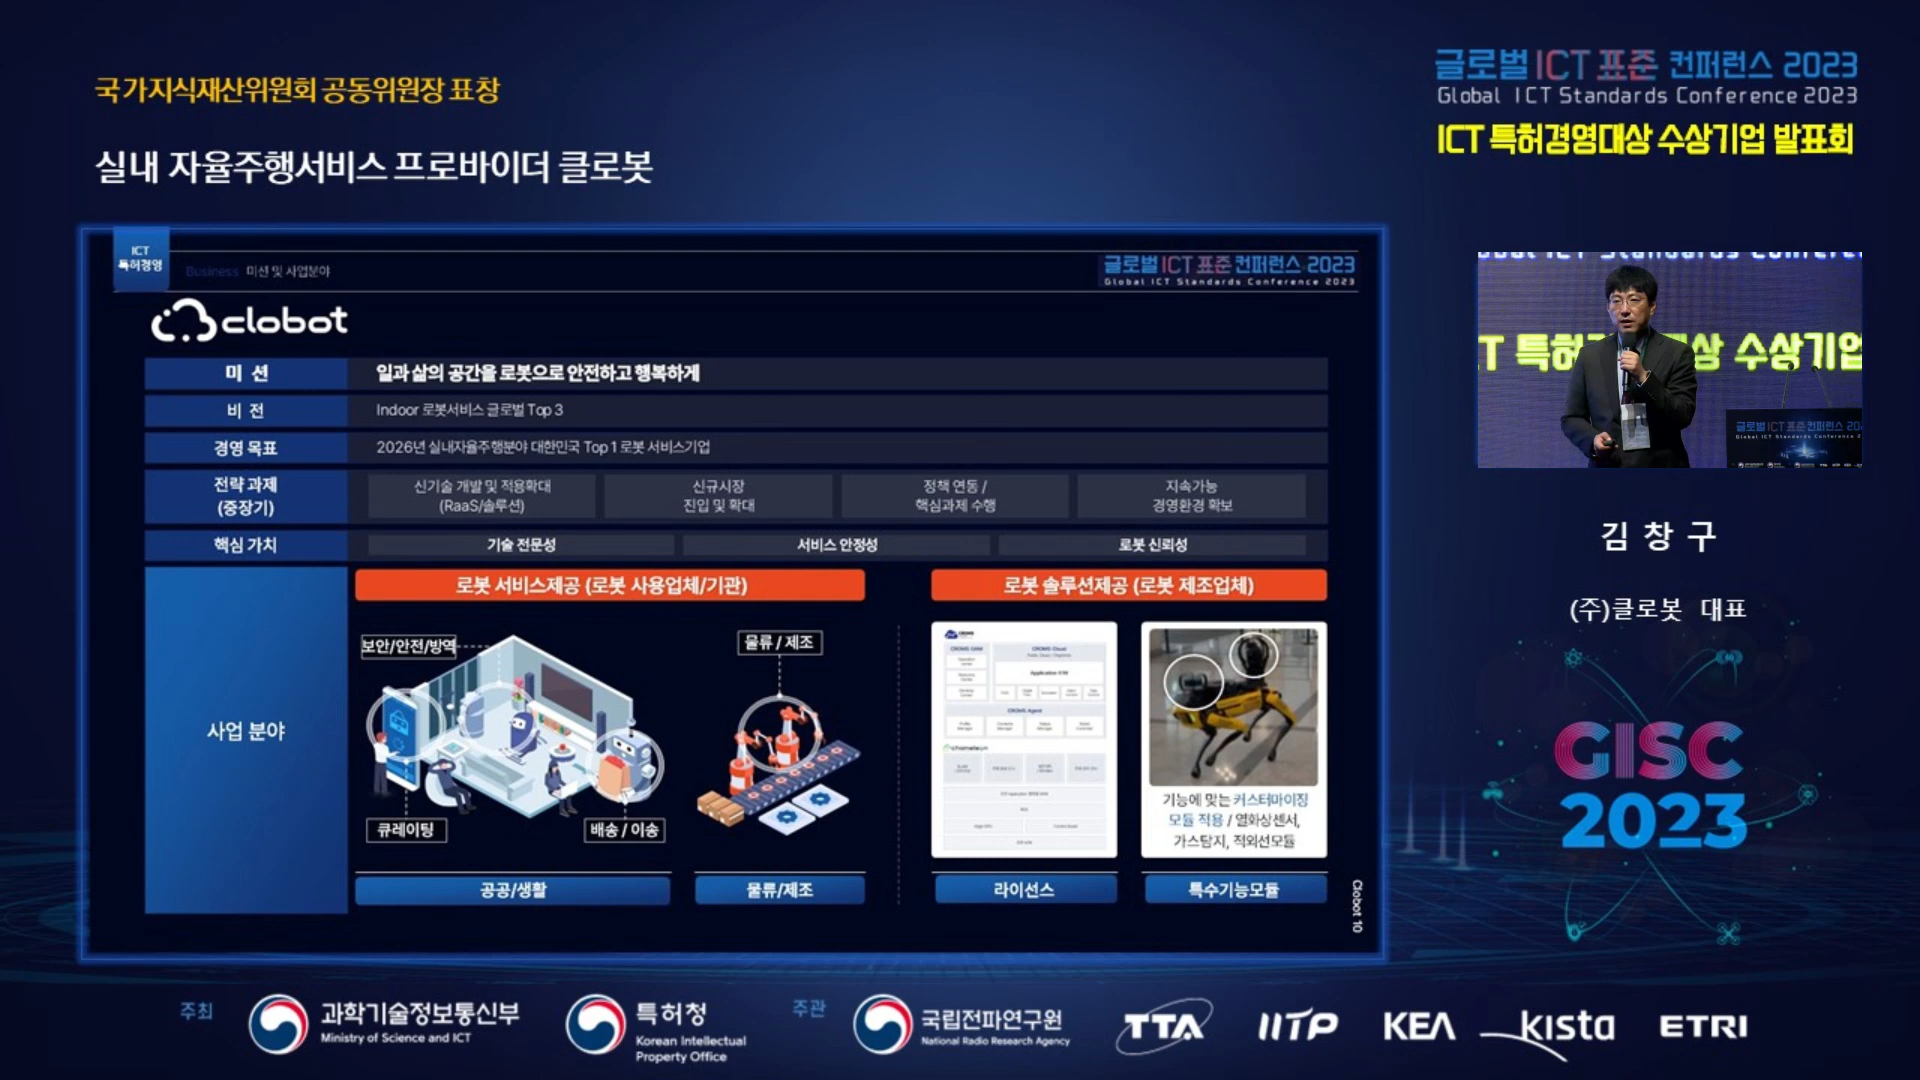 국가지식재산위원회 공동위원장 표창
실내 자율주행서비스 프로바이더 클로봇
글로벌 ICT 표준 컨퍼런스 2023
Global ICT Standards Conference 2023
ICT 특허경영대상 수상기업 발표회
ICT
특허경영
Business 미션 및 사업분야
글로벌 ICT 표준 컨퍼런스 2023
Global ICT Standards Conference 2023
clobot
미 션
일과 삶의 공간을 로봇으로 안전하고 행복하게
비 전
Indoor 로봇서비스 글로벌 Top 3
경영 목표
2026년 실내자율주행분야 대한민국 Top 1 로봇 서비스기업
전략 과제
(중장기)
신기술 개발 및 적용확대
(RaaS/솔루션)
신규시장
진입 및 확대
정책 연동 /
핵심과제 수행
지속가능
경영환경 확보
핵심 가치
기술 전문성
서비스 안정성
로봇 신뢰성
사업 분야
로봇 서비스제공 (로봇 사용업체/기관)
로봇 솔루션제공 (로봇 제조업체)
보안/안전/방역
물류 / 제조
큐레이팅
배송 / 이송
기능에 맞는 커스터마이징
모듈 적용 / 열화상센서,
가스탐지, 적외선모듈
공공/생활
물류/제조
라이선스
특수기능모듈
Clobot 10
T 특허 상 수상기업
글로벌 ICT 표준 컨퍼런스 20
김 창 구
(주)클로봇 대표
GISC
2023
주최
과학기술정보통신부
Ministry of Science and ICT
특허청
Korean Intellectual
Property Office
주관
국립전파연구원
National Radio Research Agency
TTA
IITP
KEA
kista
ETRI